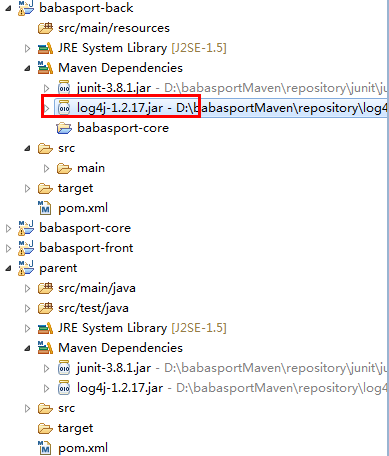 babasport-back
src/main/resources
JRE System Library [J2SE-1.5]
Maven Dependencies
junit-3.8.1.jar - D:\babasportMaven\repository\junit\ju
log4j-1.2.17.jar - D:\babasportMaven\repository\log4
babasport-core
src
main
target
pom.xml
babasport-core
babasport-front
parent
src/main/java
src/test/java
JRE System Library [J2SE-1.5]
Maven Dependencies
junit-3.8.1.jar - D:\babasportMaven\repository\junit\ju
log4j-1.2.17.jar - D:\babasportMaven\repository\log4
src
target
pom.xml